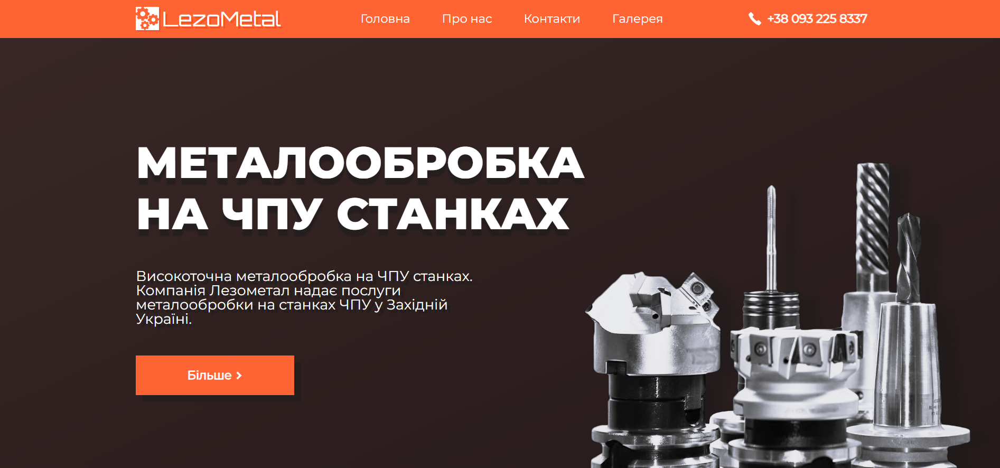 LezoMetal
Головна
Про нас
Контакти
Галерея
+38 093 225 8337
МЕТАЛООБРОБКА
НА ЧПУ СТАНКАХ
Високоточна металообробка на ЧПУ станках.
Компанія Лезометал надає послуги
металообробки на станках ЧПУ у Західній
Україні.
Більше